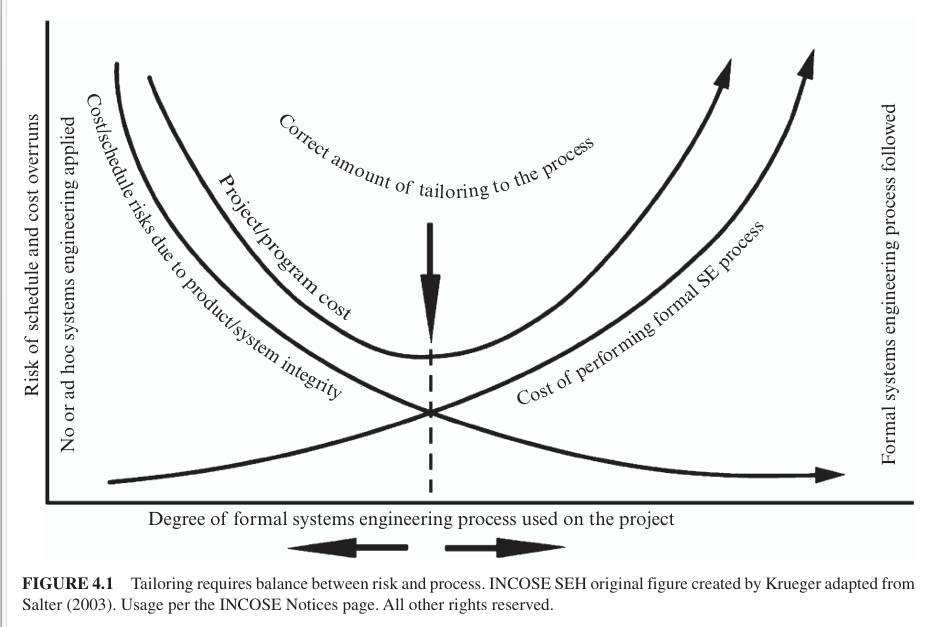 Risk of schedule and cost overruns
No or ad hoc systems engineering applied
Cost/schedule risks due to product/system integrity
Project/program cost
Correct amount of tailoring to the process
Cost of performing formal SE process
Formal systems engineering process followed
Degree of formal systems engineering process used on the project
FIGURE 4.1 Tailoring requires balance between risk and process. INCOSE SEH original figure created by Krueger adapted from
Salter (2003). Usage per the INCOSE Notices page. All other rights reserved.